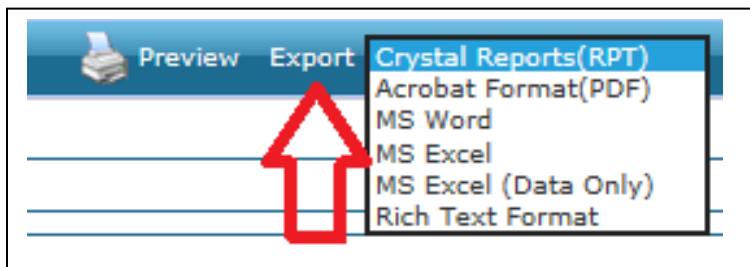 Preview Export Crystal Reports(RPT)
Acrobat Format(PDF)
MS Word
MS Excel
MS Excel (Data Only)
Rich Text Format